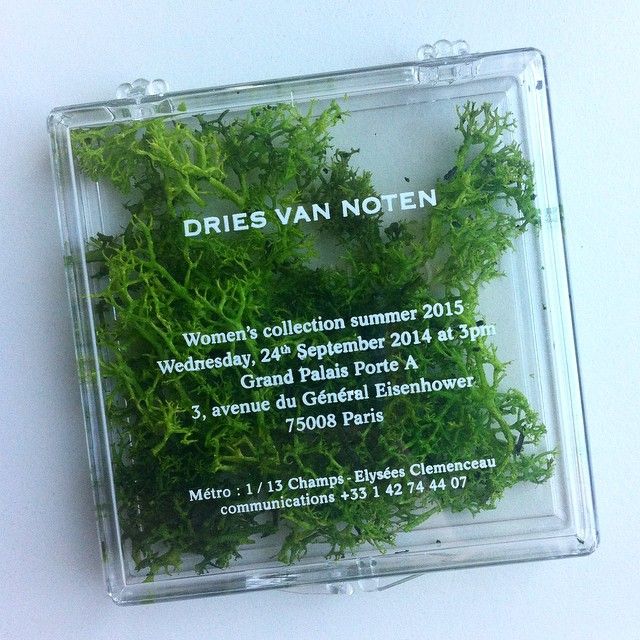 DRIES VAN NOTEN
Women's collection summer 2015
Wednesday, 24th September 2014 at 3pm
Grand Palais Porte A
3, avenue du Général Eisenhower
75008 Paris
Métro : 1 / 13 Champs - Elysées Clemenceau
communications +33 1 42 74 44 07